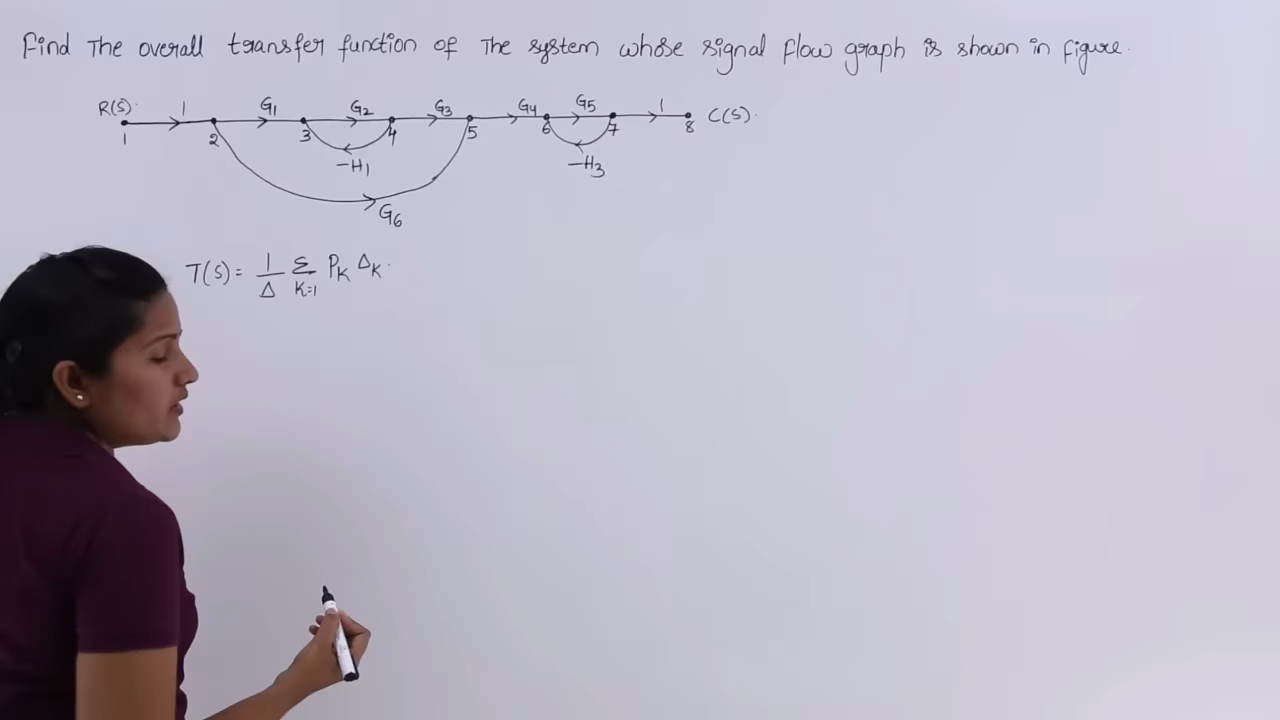 Find The overall transfer function of The system whose signal flow graph is shown in figure.
R(S). 1 G1 G2 G3 G4 G5 1 C(S).
1 2 3 4 5 6 7 8
-H1 -H3
G6
T(S) = 1/Δ Σ K=1 PK ΔK.